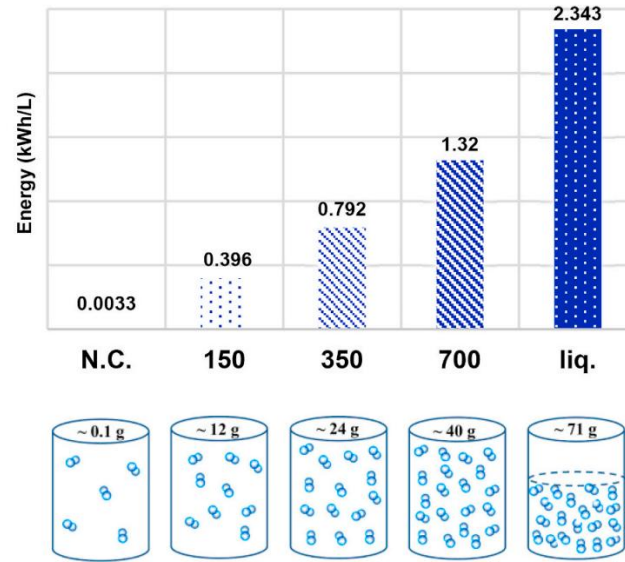 Energy (kWh/L)
2.343
1.32
0.792
0.396
0.0033
N.C. 150 350 700 liq.
~ 0.1 g ~ 12 g ~ 24 g ~ 40 g ~ 71 g